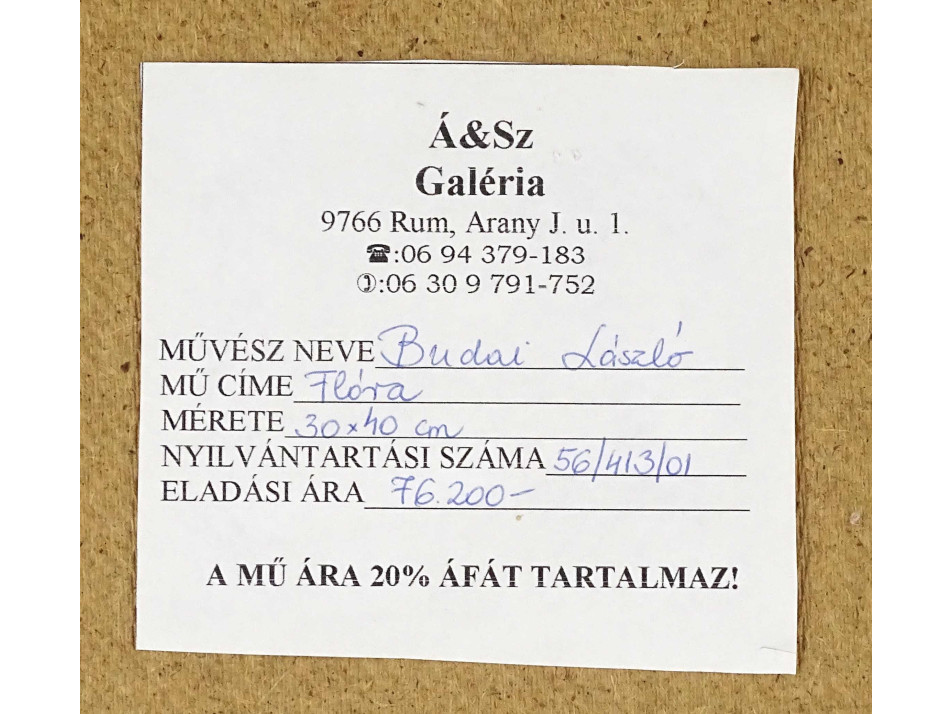 Á&Sz
Galéria
9766 Rum, Arany J. u. 1.
☎:06 94 379-183
✆:06 30 9 791-752
MŰVÉSZ NEVE Budai László
MŰ CÍME Flóra
MÉRETE 30x40 cm
NYILVÁNTARTÁSI SZÁMA 56/413/01
ELADÁSI ÁRA 76.200-
A MŰ ÁRA 20% ÁFÁT TARTALMAZ!